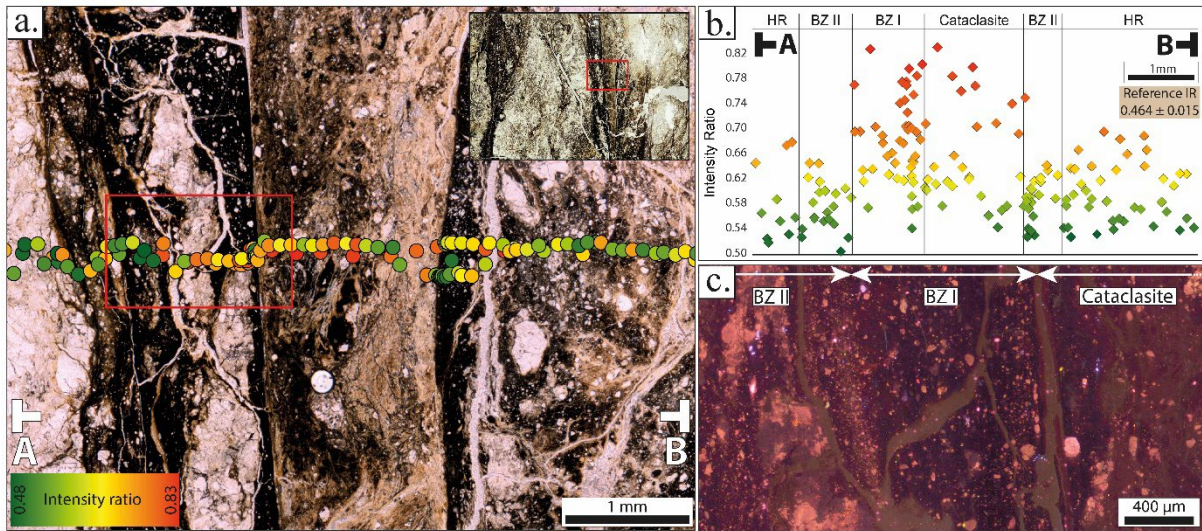 a.
A
B
0.48
Intensity ratio
0.83
1 mm
b.
HR
BZ II
BZ I
Cataclasite
BZ II
HR
A
B
1mm
Reference IR
0.464 ± 0.015
Intensity Ratio
0.82
0.78
0.74
0.70
0.66
0.62
0.58
0.54
0.50
c.
BZ II
BZ I
Cataclasite
400 µm